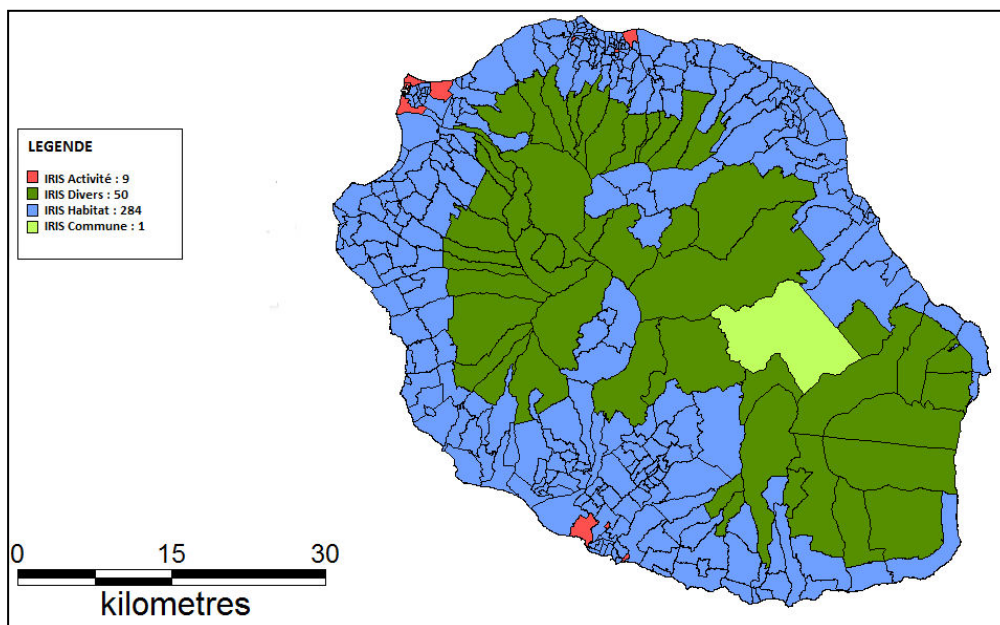 LEGENDE
IRIS Activité : 9
IRIS Divers : 50
IRIS Habitat : 284
IRIS Commune : 1
0 15 30
kilometres